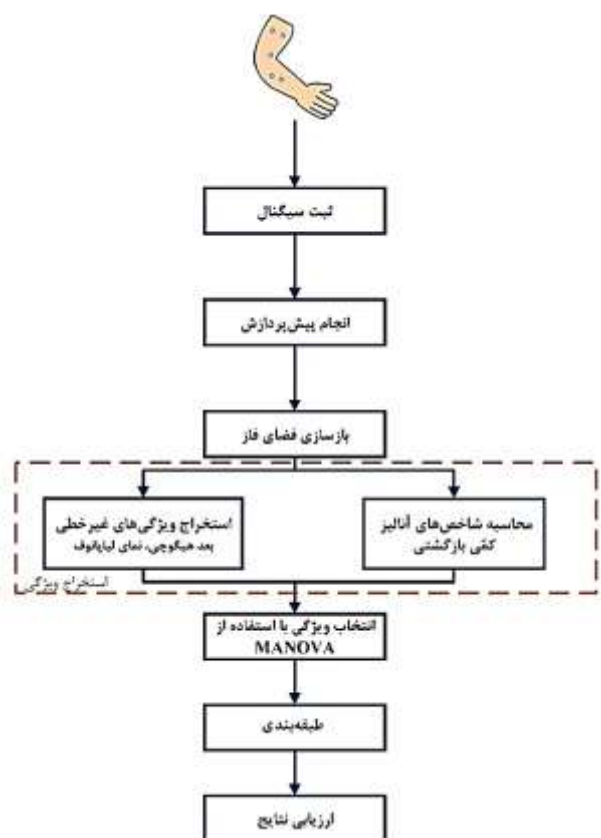 ثبت سیگنال
انجام پیش‌پردازش
بازسازی فضای فاز
محاسبه شاخص‌های آنالیز
کمّی بازگشتی
استخراج ویژگی‌های غیرخطی
بعد هیگوچی، نمای لیاپانوف
استخراج ویژگی
انتخاب ویژگی با استفاده از
MANOVA
طبقه‌بندی
ارزیابی نتایج